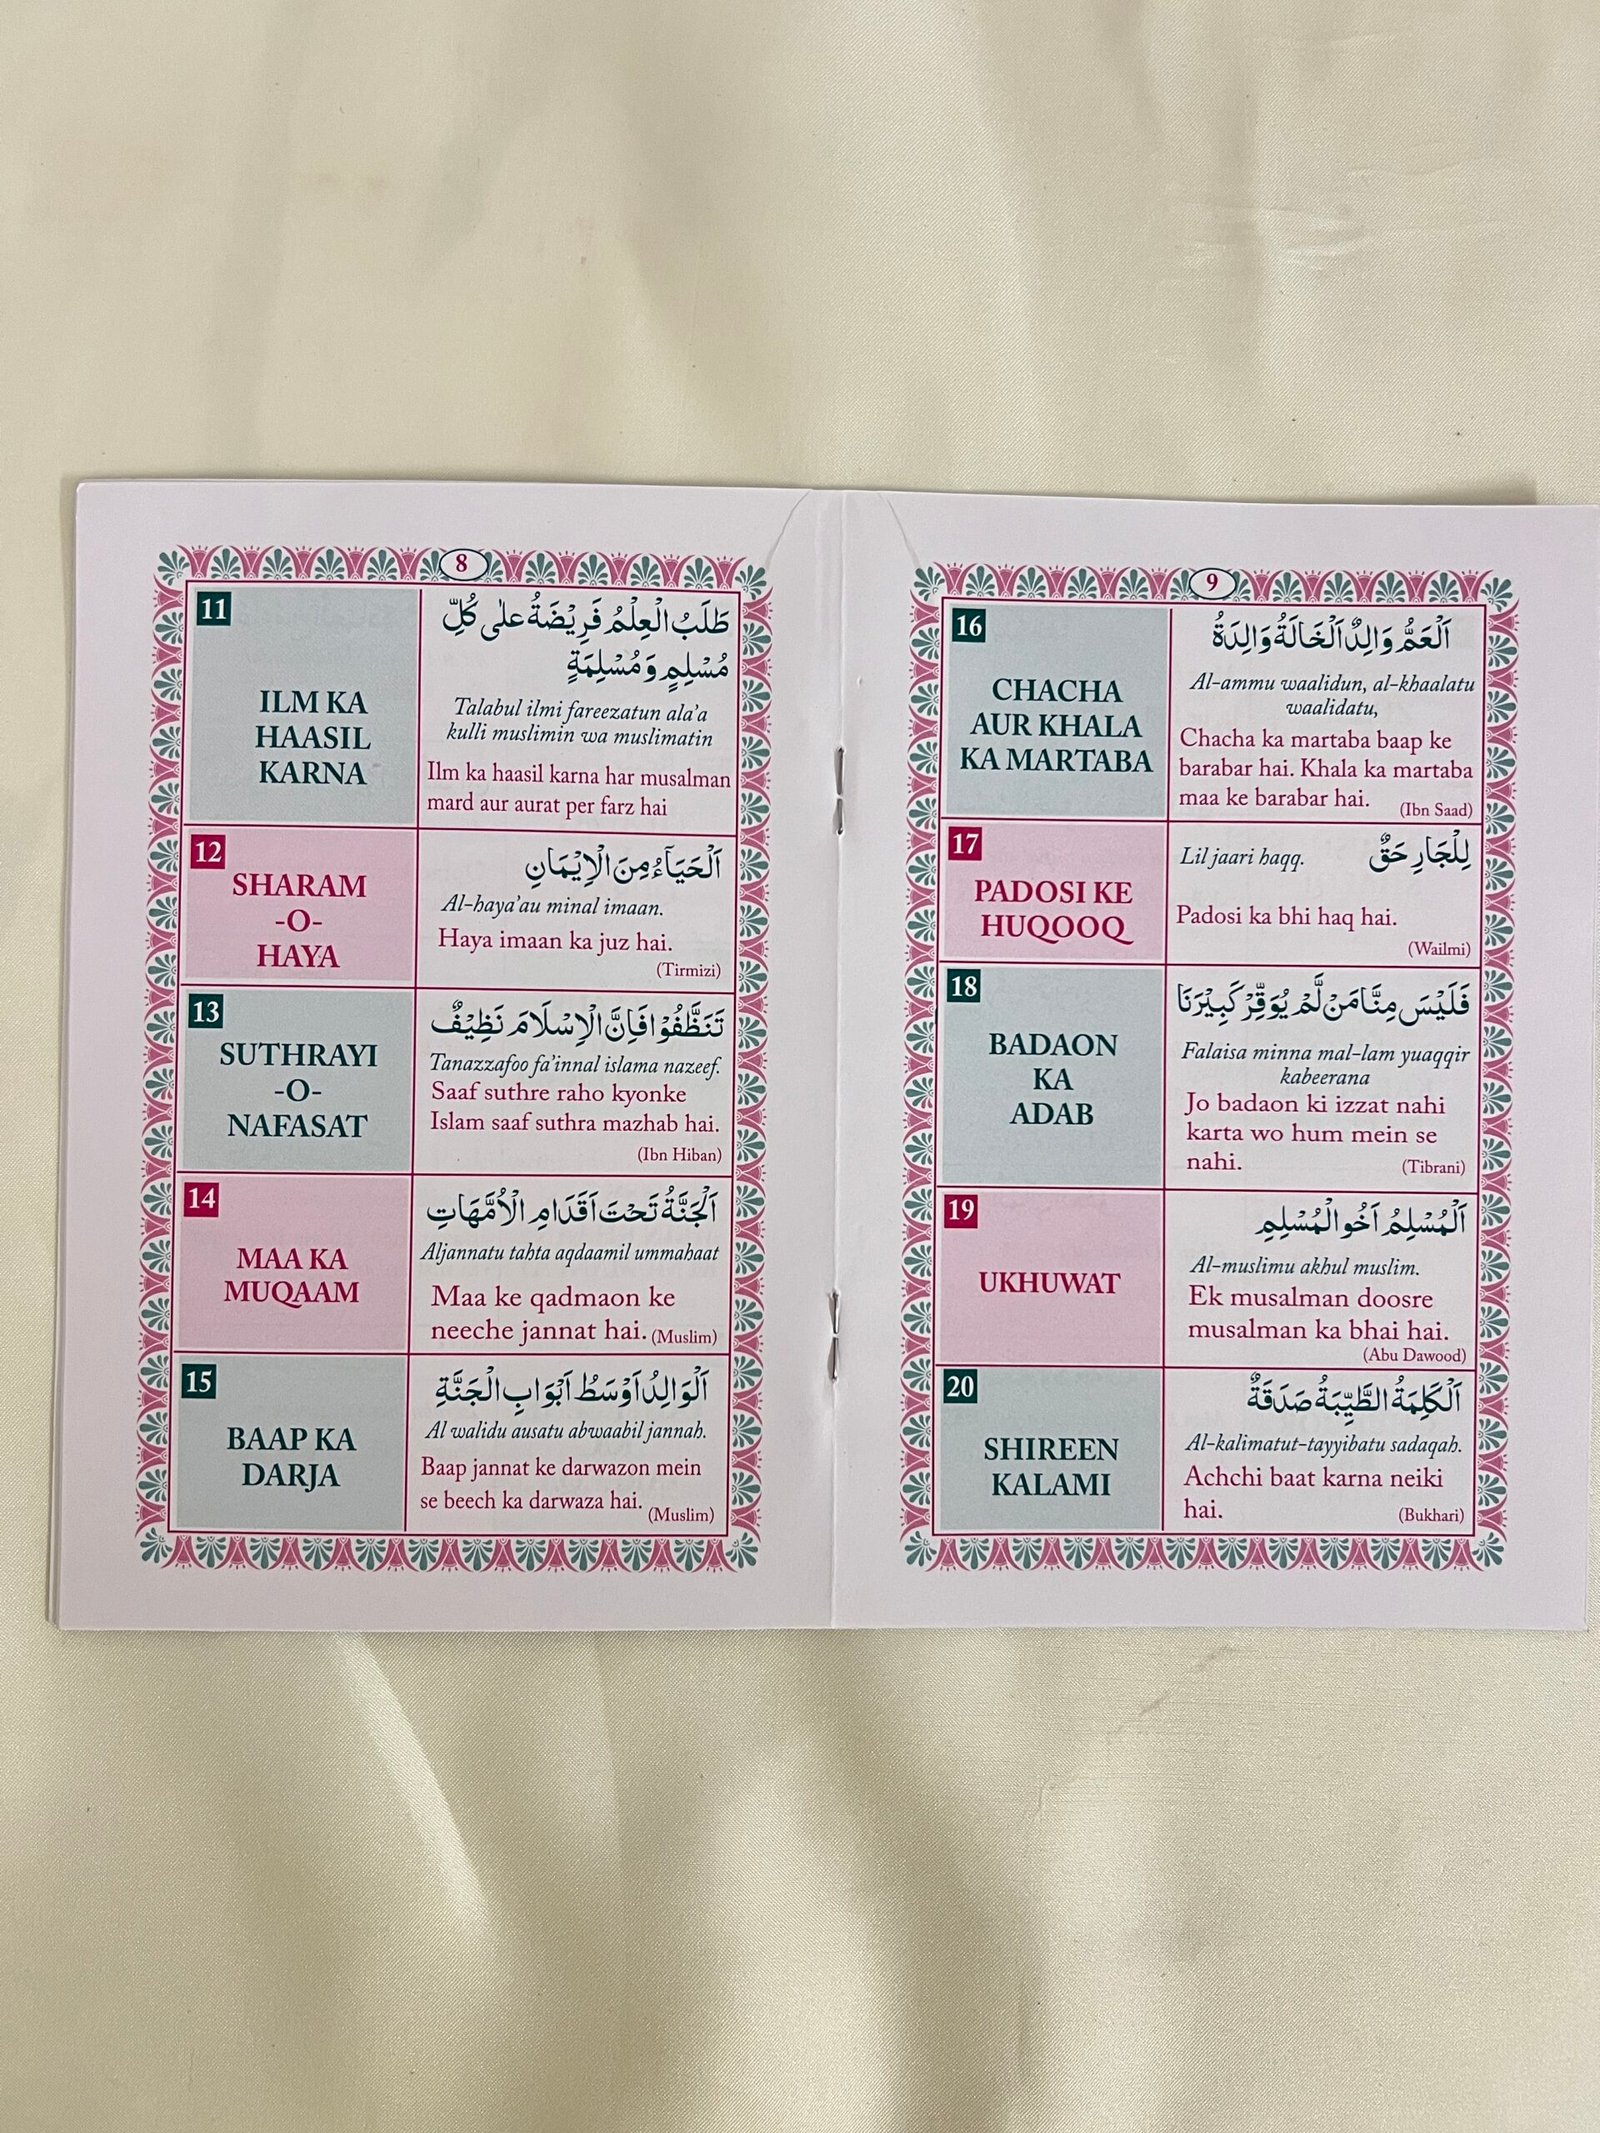 8
11
ILM KA
HAASIL
KARNA
طَلَبُ الْعِلْمُ فَرِيْضَةٌ عَلٰى كُلِّ
مُسْلِمٍ وَمُسْلِمَةٍ
Talabul ilmi fareezatun ala'a
kulli muslimin wa muslimatin
Ilm ka haasil karna har musalman
mard aur aurat per farz hai
12
SHARAM
-O-
HAYA
اَلْحَيَآءُ مِنَ الْاِيْمَانِ
Al-haya'au minal imaan.
Haya imaan ka juz hai.
(Tirmizi)
13
SUTHRAYI
-O-
NAFASAT
تَنَظَّفُوْا فَاِنَّ الْاِسْلَامَ نَظِيْفٌ
Tanazzafoo fa'innal islama nazeef.
Saaf suthre raho kyonke
Islam saaf suthra mazhab hai.
(Ibn Hiban)
14
MAA KA
MUQAAM
اَلْجَنَّةُ تَحْتَ اَقَدَامِ الْاُمَّهَاتِ
Aljannatu tahta aqdaamil ummahaat
Maa ke qadmaon ke
neeche jannat hai. (Muslim)
15
BAAP KA
DARJA
اَلْوَالِدُ اَوْسَطُ اَبْوَابِ الْجَنَّةِ
Al walidu ausatu abwaabil jannah.
Baap jannat ke darwazon mein
se beech ka darwaza hai. (Muslim)
9
16
CHACHA
AUR KHALA
KA MARTABA
اَلْعَمُّ وَالِدٌ اَلْخَالَةُ وَالِدَةٌ
Al-ammu waalidun, al-khaalatu
waalidatu,
Chacha ka martaba baap ke
barabar hai. Khala ka martaba
maa ke barabar hai. (Ibn Saad)
17
PADOSI KE
HUQOOQ
Lil jaari haqq. لِلْجَارِ حَقٌّ
Padosi ka bhi haq hai.
(Wailmi)
18
BADAON
KA
ADAB
فَلَيْسَ مِنَّا مَنْ لَّمْ يُوَقِّرْ كَبِيْرَنَا
Falaisa minna mal-lam yuaqqir
kabeerana
Jo badaon ki izzat nahi
karta wo hum mein se
nahi. (Tibrani)
19
UKHUWAT
اَلْمُسْلِمُ اَخُو الْمُسْلِمِ
Al-muslimu akhul muslim.
Ek musalman doosre
musalman ka bhai hai.
(Abu Dawood)
20
SHIREEN
KALAMI
اَلْكَلِمَةُ الطَّيِّبَةُ صَدَقَةٌ
Al-kalimatut-tayyibatu sadaqah.
Achchi baat karna neiki
hai. (Bukhari)